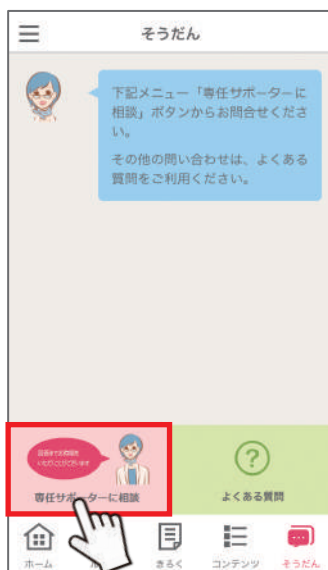 そうだん
下記メニュー「専任サポーターに
相談」ボタンからお問合せくださ
い。
その他の問い合わせは、よくある
質問をご利用ください。
専任サポーターに相談
よくある質問
ホーム
きろく
コンテンツ
そうだん